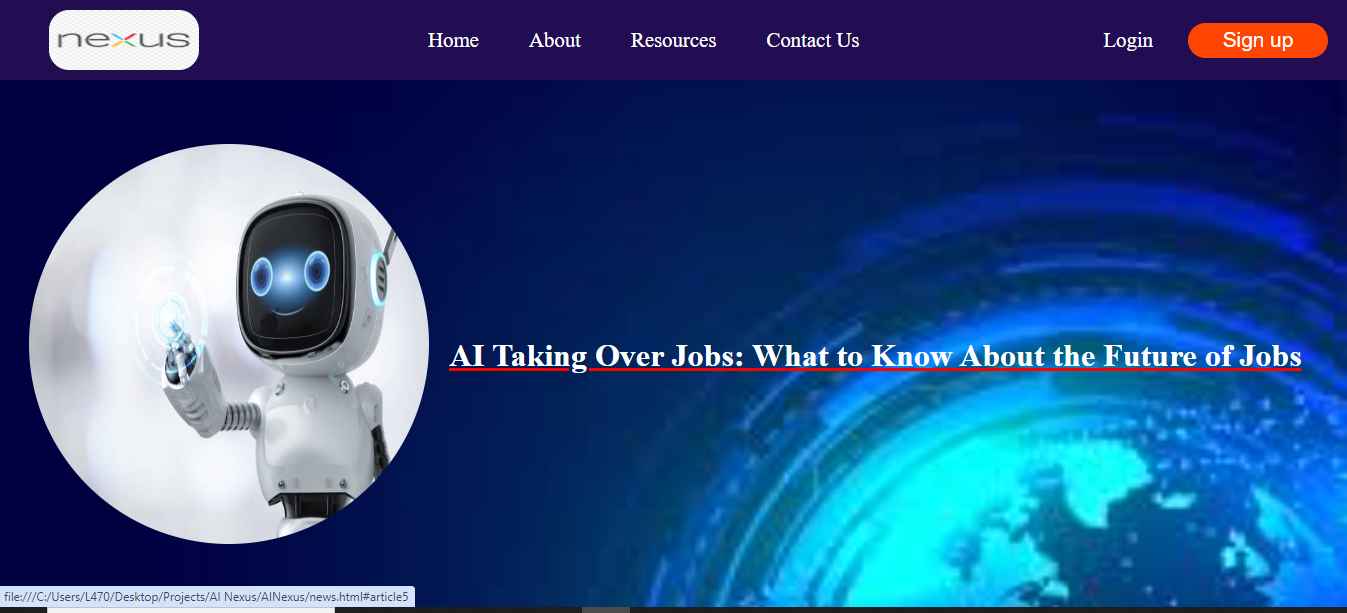 nexus
Home
About
Resources
Contact Us
Login
Sign up
AI Taking Over Jobs: What to Know About the Future of Jobs
file:///C:/Users/L470/Desktop/Projects/AI Nexus/AINexus/news.html#article5